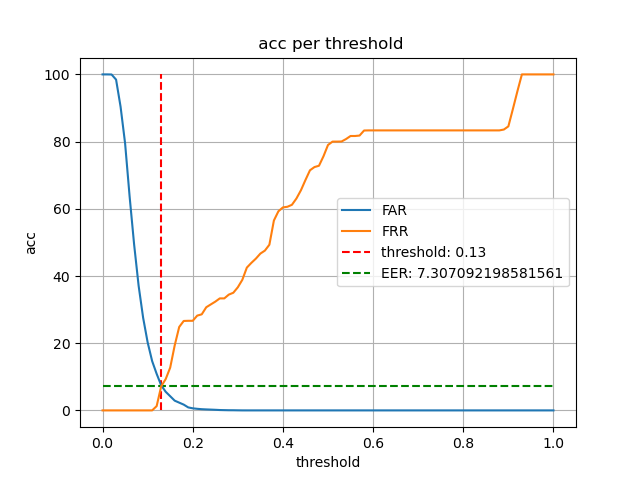 acc per threshold
100
80
60
40
20
0
acc
FAR
FRR
threshold: 0.13
EER: 7.307092198581561
0.0 0.2 0.4 0.6 0.8 1.0
threshold